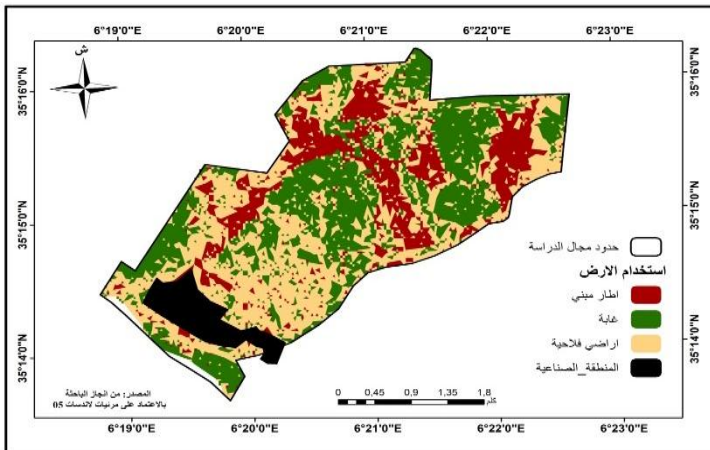 6°19'0"E 6°20'0"E 6°21'0"E 6°22'0"E 6°23'0"E
ش
35°16'0"N 35°16'0"N
35°15'0"N 35°15'0"N
35°14'0"N 35°14'0"N
حدود مجال الدراسة
استخدام الارض
اطار مبني
غابة
اراضي فلاحية
المنطقة_الصناعية
المصدر: من انجاز الباحثة
بالاعتماد على مرئيات لاندسات 05
0 0,45 0,9 1,35 1,8
كلم
6°19'0"E 6°20'0"E 6°21'0"E 6°22'0"E 6°23'0"E